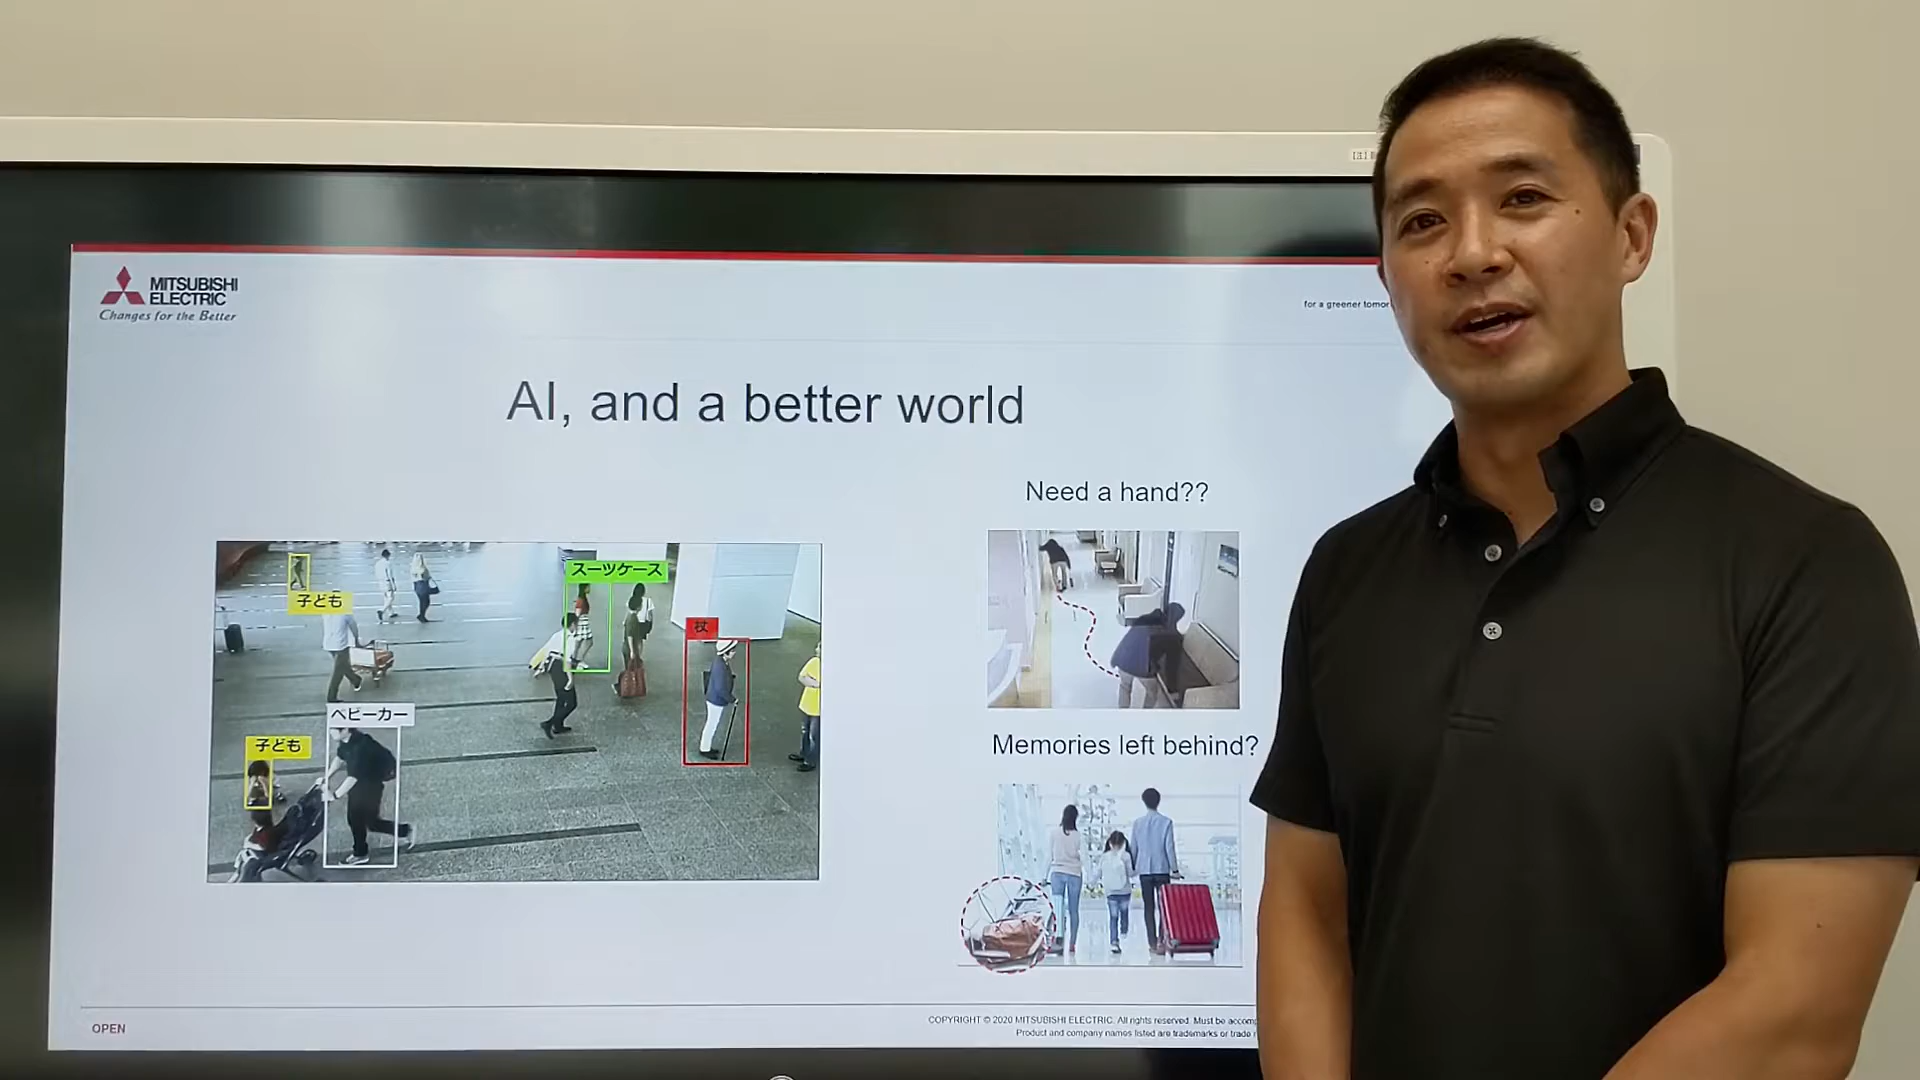 MITSUBISHI
ELECTRIC
Changes for the Better
for a greener
AI, and a better world
Need a hand??
スーツケース
子ども
杖
ベビーカー
子ども
Memories left behind?
OPEN
COPYRIGHT © 2020 MITSUBISHI ELECTRIC. All rights reserved. Must be
Product and company names listed are trademarks or trade